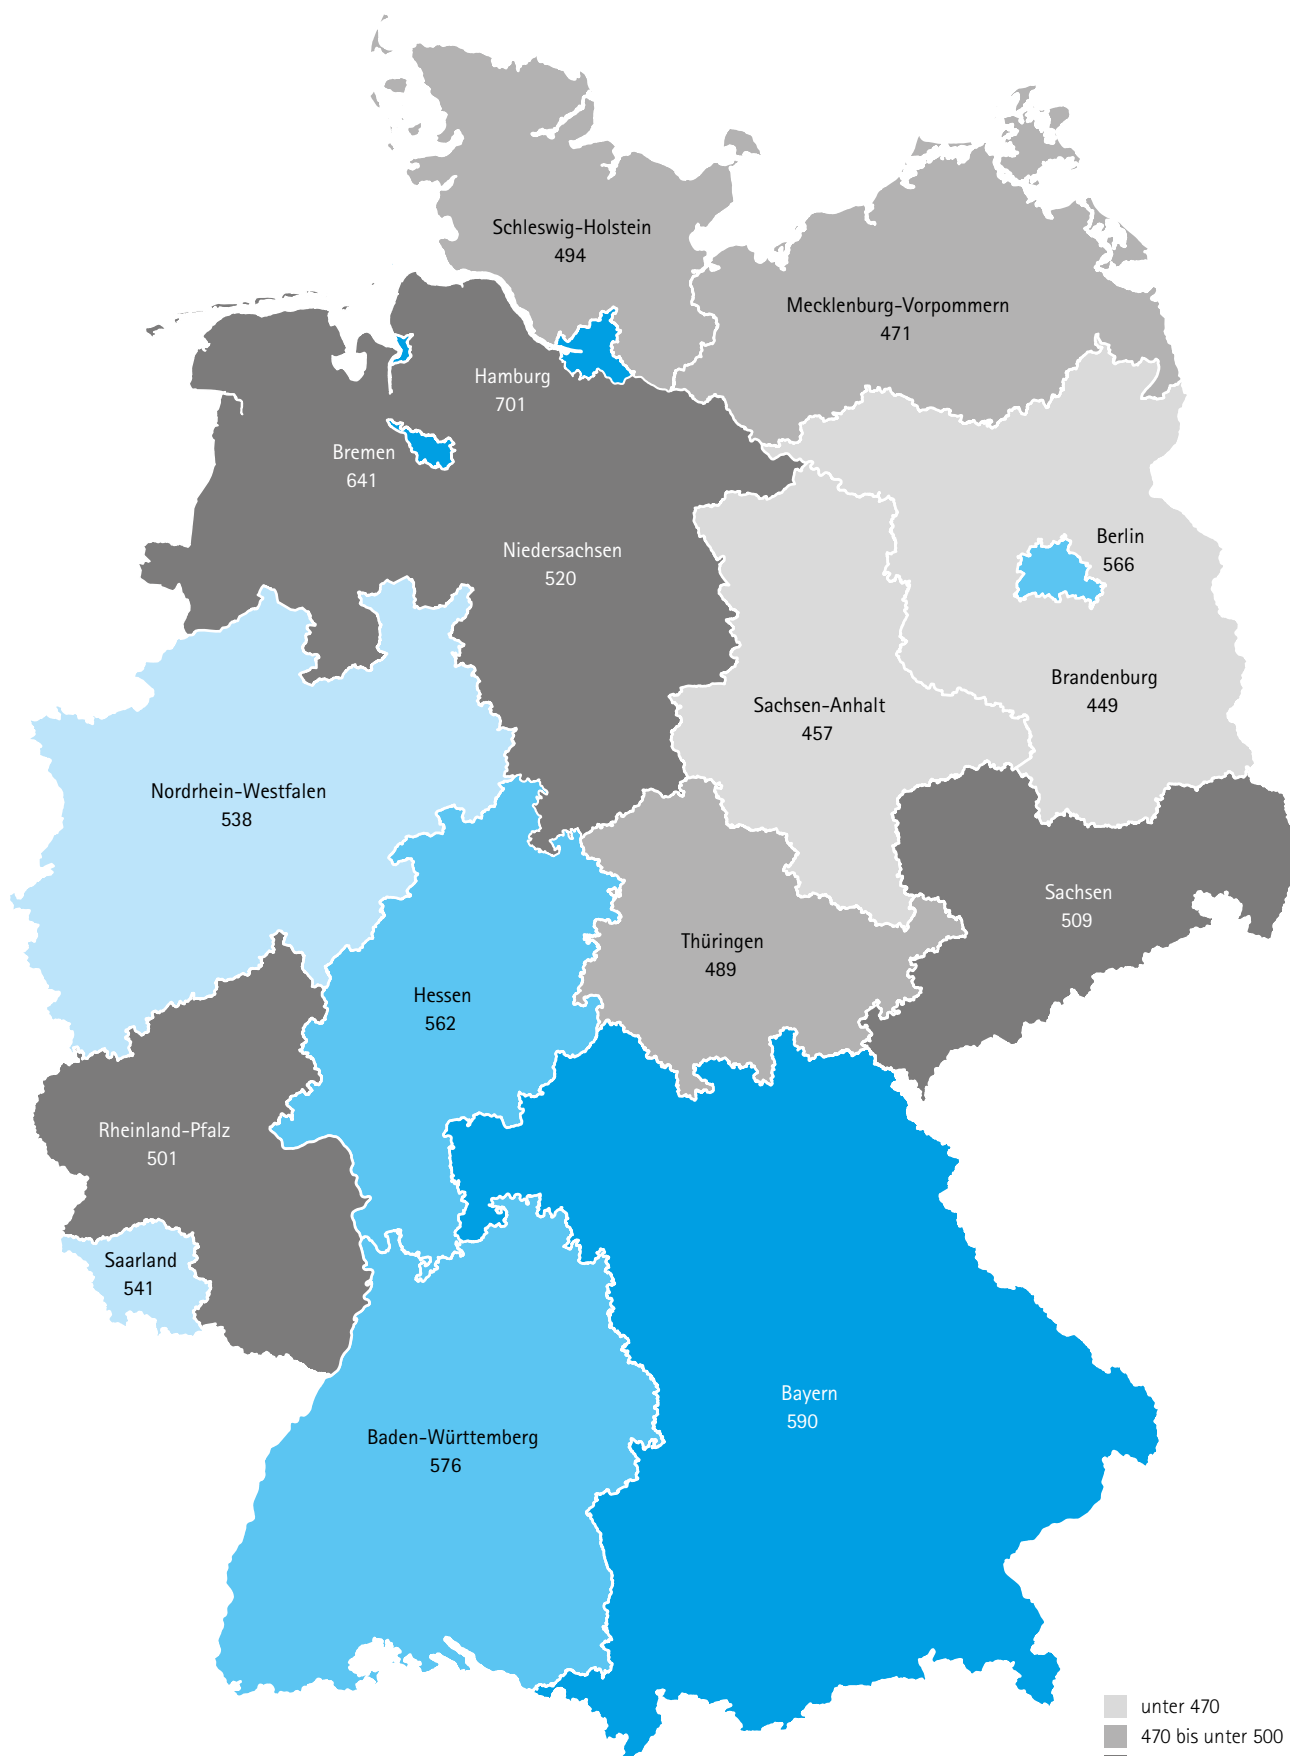 Schleswig-Holstein
494
Mecklenburg-Vorpommern
471
Hamburg
701
Bremen
641
Niedersachsen
520
Berlin
566
Brandenburg
449
Sachsen-Anhalt
457
Nordrhein-Westfalen
538
Sachsen
509
Thüringen
489
Hessen
562
Rheinland-Pfalz
501
Saarland
541
Bayern
590
Baden-Württemberg
576
unter 470
470 bis unter 500